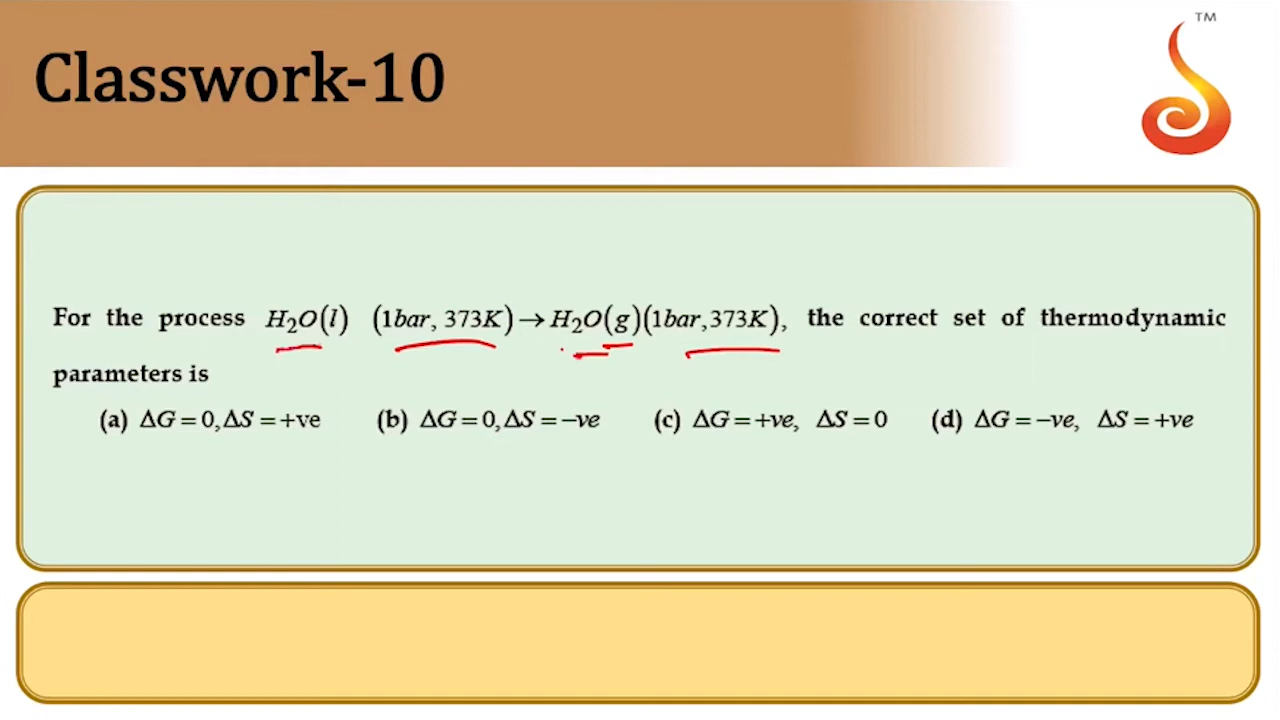 TM
Classwork-10
For the process H₂O(l) (1bar, 373K) → H₂O(g)(1bar,373K), the correct set of thermodynamic
parameters is
(a) ΔG = 0, ΔS = +ve (b) ΔG = 0, ΔS = −ve (c) ΔG = +ve, ΔS = 0 (d) ΔG = −ve, ΔS = +ve